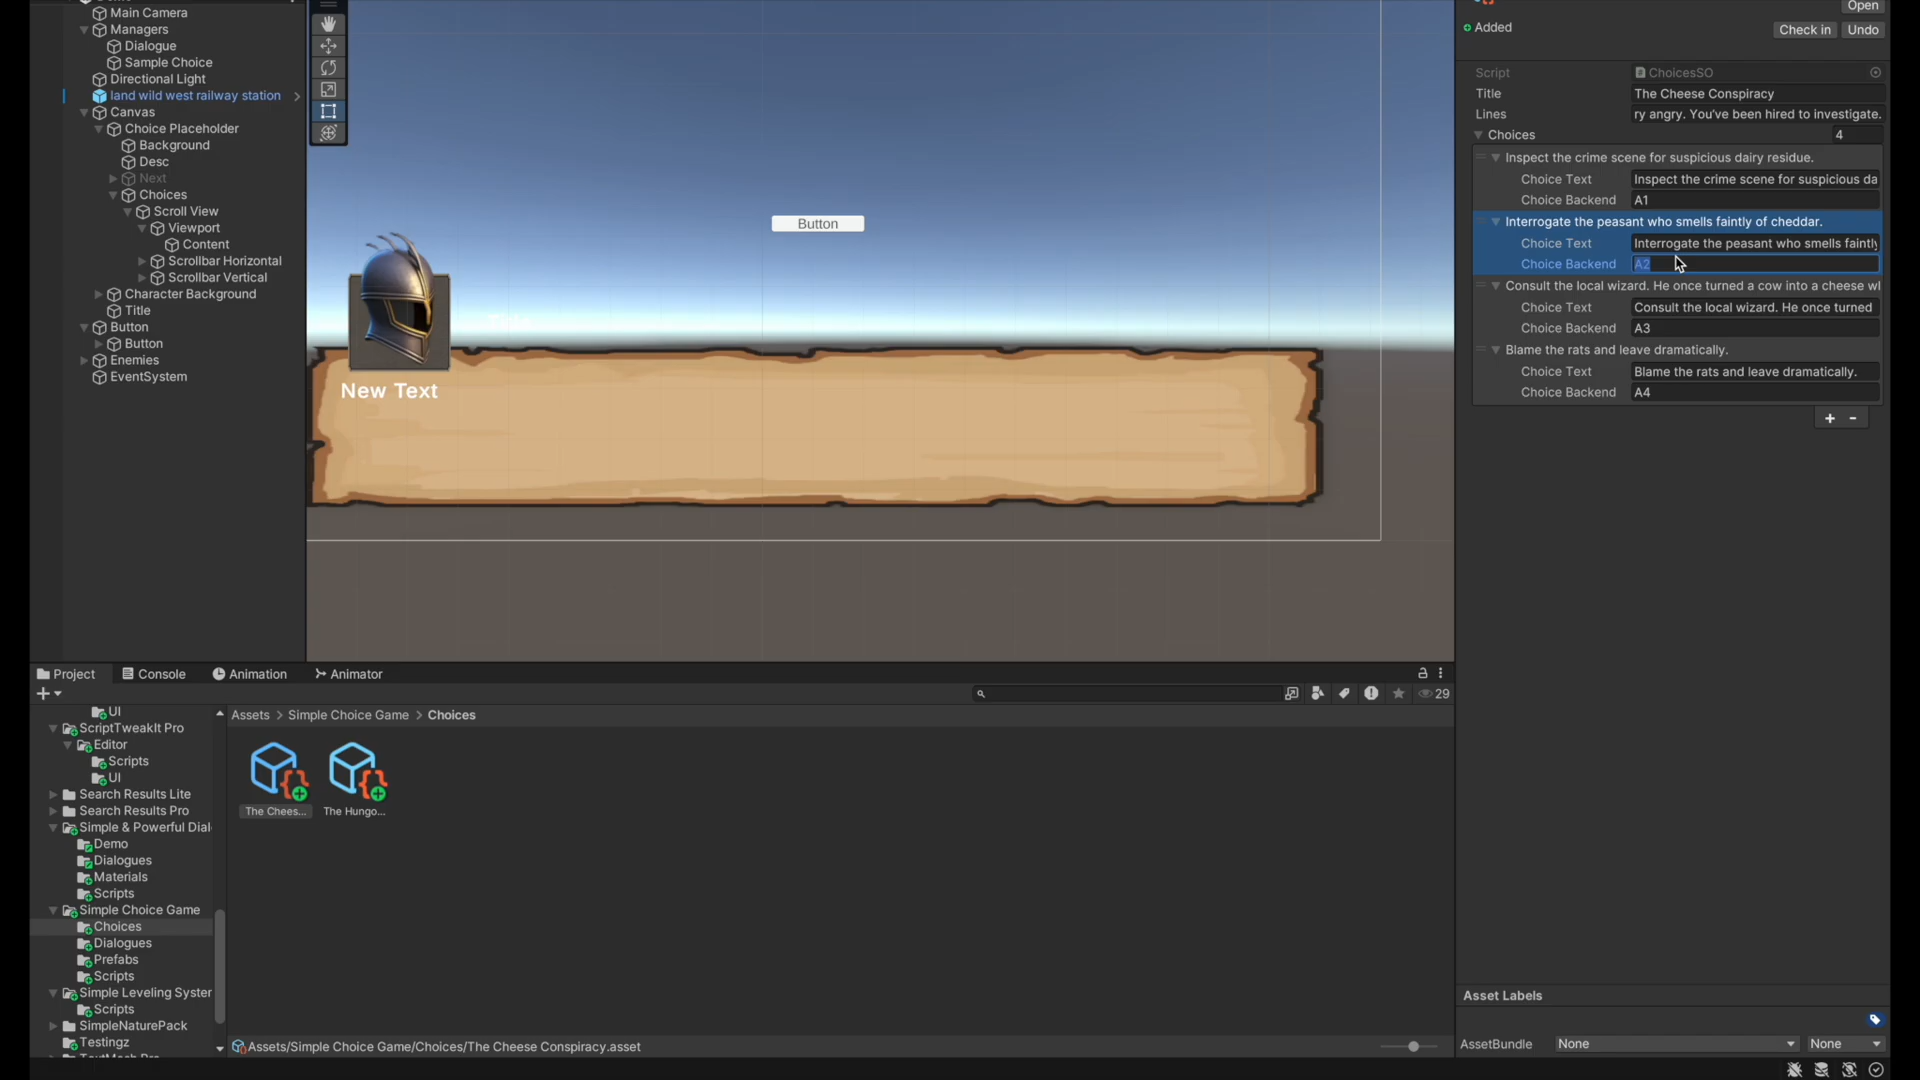 Main Camera
Managers
Dialogue
Sample Choice
Directional Light
land wild west railway station
Canvas
Choice Placeholder
Background
Desc
Next
Choices
Scroll View
Viewport
Content
Scrollbar Horizontal
Scrollbar Vertical
Character Background
Title
Button
Button
Enemies
EventSystem
Button
New Text
Open
Added
Check in
Undo
Script
ChoicesSO
Title
The Cheese Conspiracy
Lines
ry angry. You've been hired to investigate.
Choices
4
Inspect the crime scene for suspicious dairy residue.
Choice Text
Inspect the crime scene for suspicious da
Choice Backend
A1
Interrogate the peasant who smells faintly of cheddar.
Choice Text
Interrogate the peasant who smells faintly
Choice Backend
A2
Consult the local wizard. He once turned a cow into a cheese wl
Choice Text
Consult the local wizard. He once turned
Choice Backend
A3
Blame the rats and leave dramatically.
Choice Text
Blame the rats and leave dramatically.
Choice Backend
A4
+ -
Project
Console
Animation
Animator
29
UI
ScriptTweakIt Pro
Editor
Scripts
UI
Search Results Lite
Search Results Pro
Simple & Powerful Dial
Demo
Dialogues
Materials
Scripts
Simple Choice Game
Choices
Dialogues
Prefabs
Scripts
Simple Leveling Syster
Scripts
SimpleNaturePack
Testingz
Assets > Simple Choice Game > Choices
The Chees...
The Hungo...
Assets/Simple Choice Game/Choices/The Cheese Conspiracy.asset
Asset Labels
AssetBundle
None
None